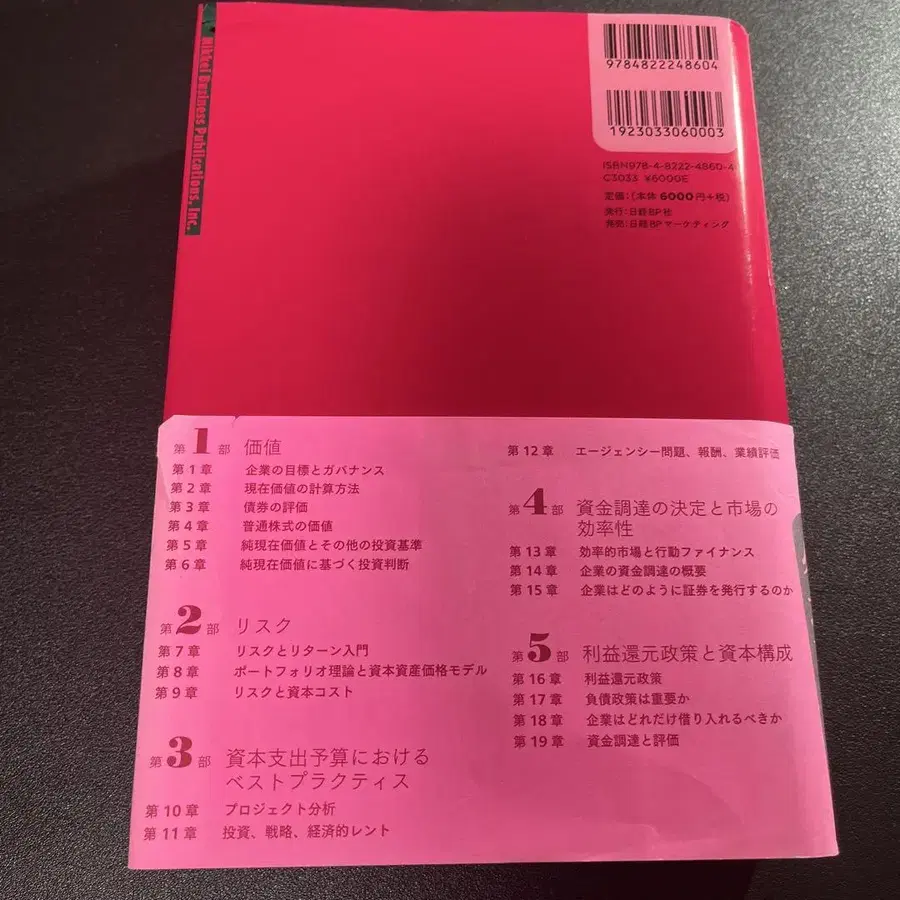 Nikkei Business Publications, Inc.
9784822248604
1923033060003
ISBN978-4-8222-4860-4
C3033 ¥6000E
定価：（本体 6000円+税）
発行：日経BP社
発売：日経BPマーケティング
第1部 価値
第1章 企業の目標とガバナンス
第2章 現在価値の計算方法
第3章 債券の評価
第4章 普通株式の価値
第5章 純現在価値とその他の投資基準
第6章 純現在価値に基づく投資判断
第2部 リスク
第7章 リスクとリターン入門
第8章 ポートフォリオ理論と資本資産価格モデル
第9章 リスクと資本コスト
第3部 資本支出予算における
ベストプラクティス
第10章 プロジェクト分析
第11章 投資、戦略、経済的レント
第12章 エージェンシー問題、報酬、業績評価
第4部 資金調達の決定と市場の
効率性
第13章 効率的市場と行動ファイナンス
第14章 企業の資金調達の概要
第15章 企業はどのように証券を発行するのか
第5部 利益還元政策と資本構成
第16章 利益還元政策
第17章 負債政策は重要か
第18章 企業はどれだけ借り入れるべきか
第19章 資金調達と評価